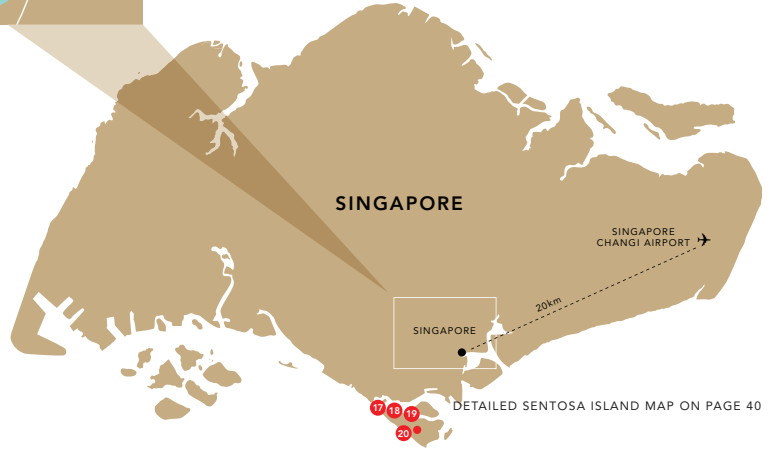 SINGAPORE
SINGAPORE
CHANGI AIRPORT
20km
SINGAPORE
17 18 19
DETAILED SENTOSA ISLAND MAP ON PAGE 40
20